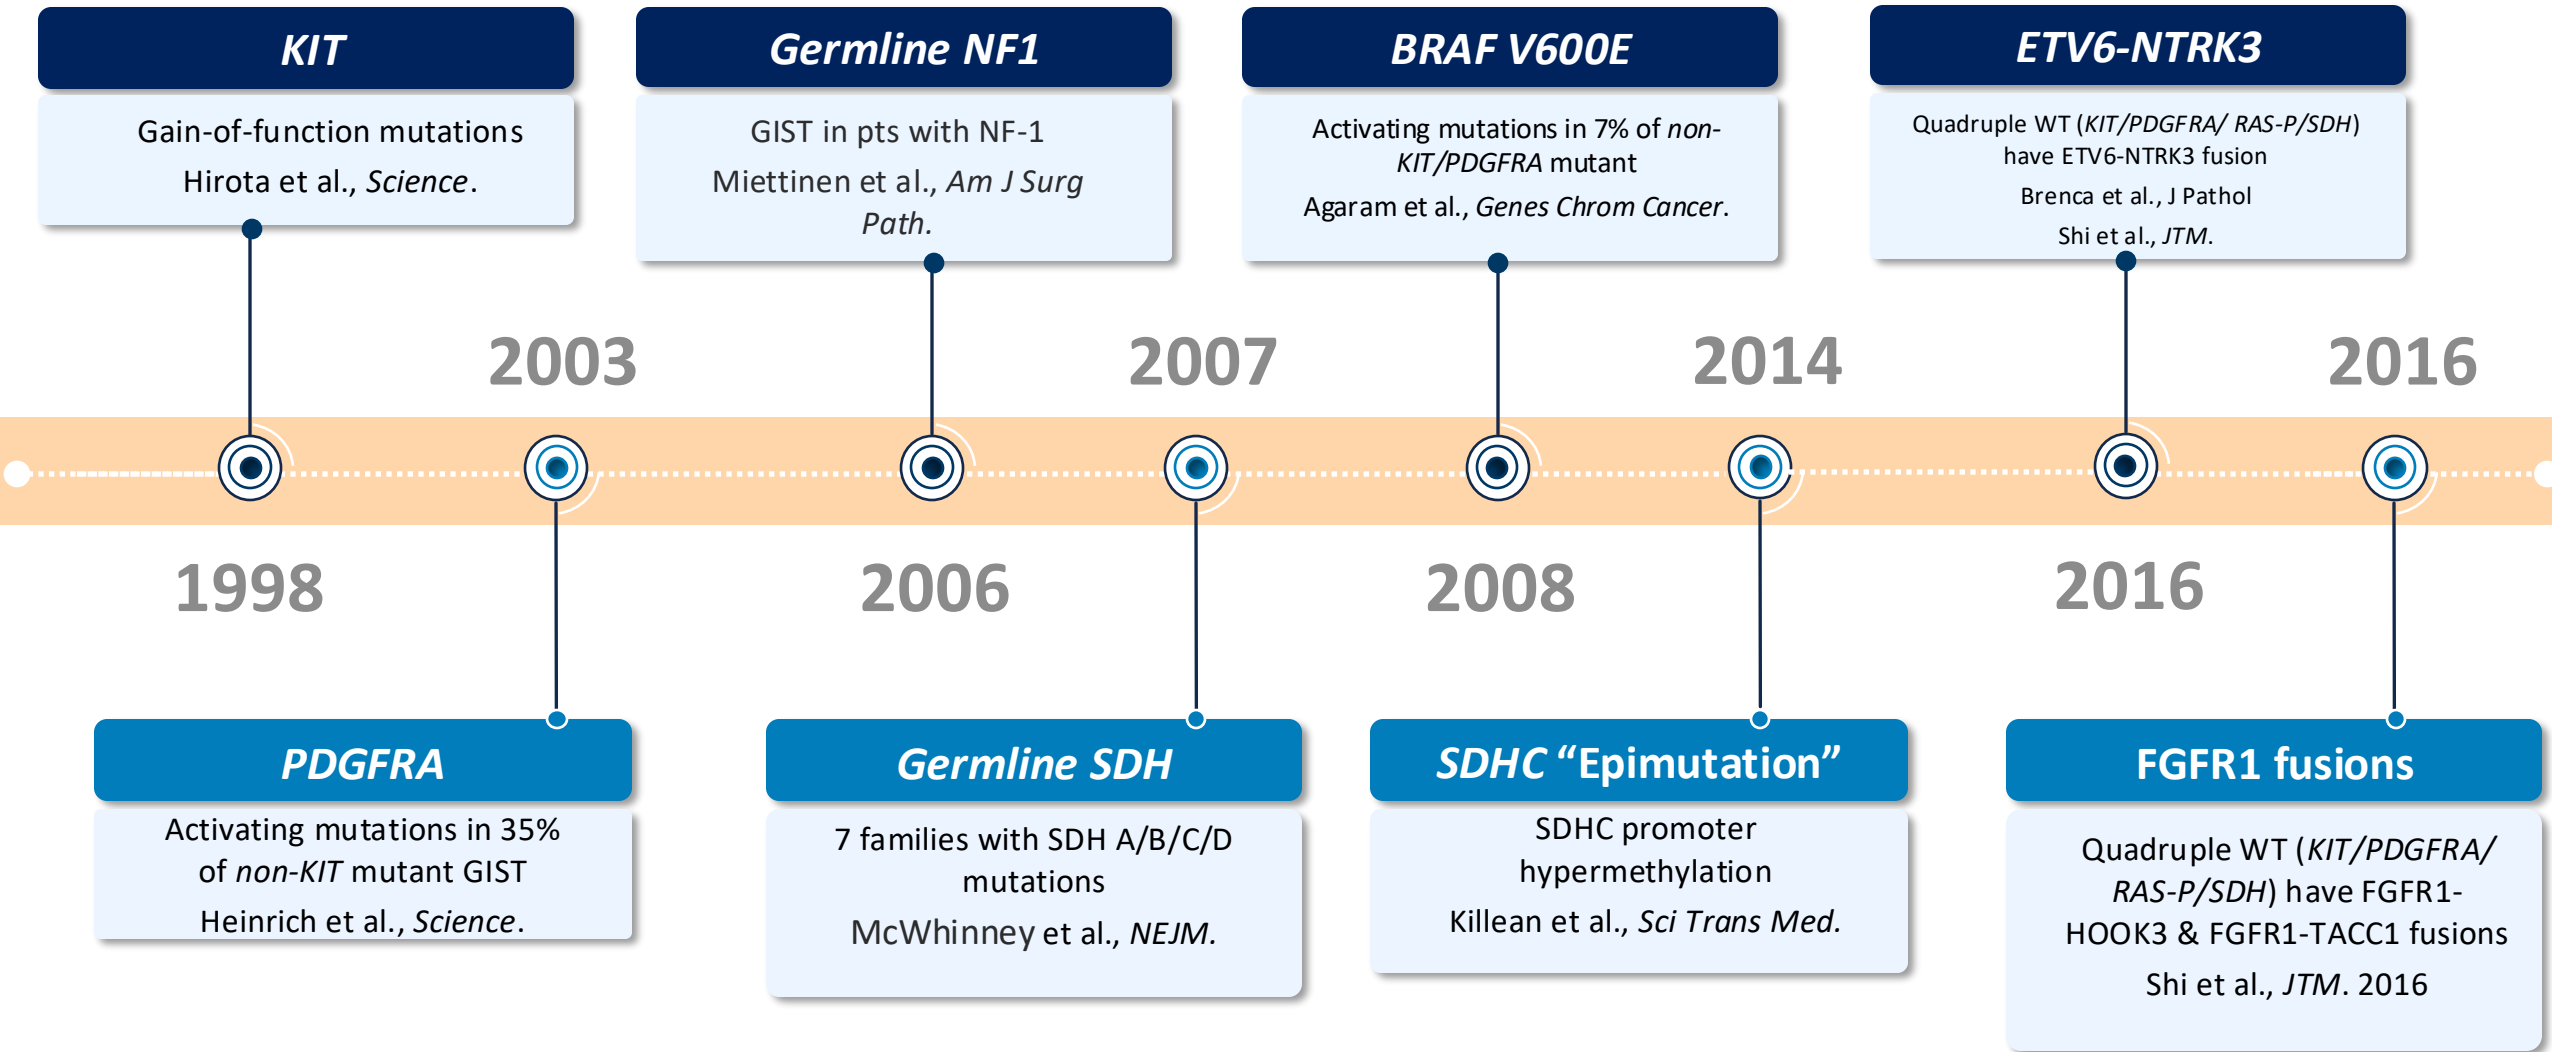 KIT
Gain-of-function mutations
Hirota et al., Science.
Germline NF1
GIST in pts with NF-1
Miettinen et al., Am J Surg
Path.
BRAF V600E
Activating mutations in 7% of non-
KIT/PDGFRA mutant
Agaram et al., Genes Chrom Cancer.
ETV6-NTRK3
Quadruple WT (KIT/PDGFRA/ RAS-P/SDH)
have ETV6-NTRK3 fusion
Brenca et al., J Pathol
Shi et al., JTM.
2003
2007
2014
2016
1998
2006
2008
2016
PDGFRA
Activating mutations in 35%
of non-KIT mutant GIST
Heinrich et al., Science.
Germline SDH
7 families with SDH A/B/C/D
mutations
McWhinney et al., NEJM.
SDHC “Epimutation”
SDHC promoter
hypermethylation
Killean et al., Sci Trans Med.
FGFR1 fusions
Quadruple WT (KIT/PDGFRA/
RAS-P/SDH) have FGFR1-
HOOK3 & FGFR1-TACC1 fusions
Shi et al., JTM. 2016